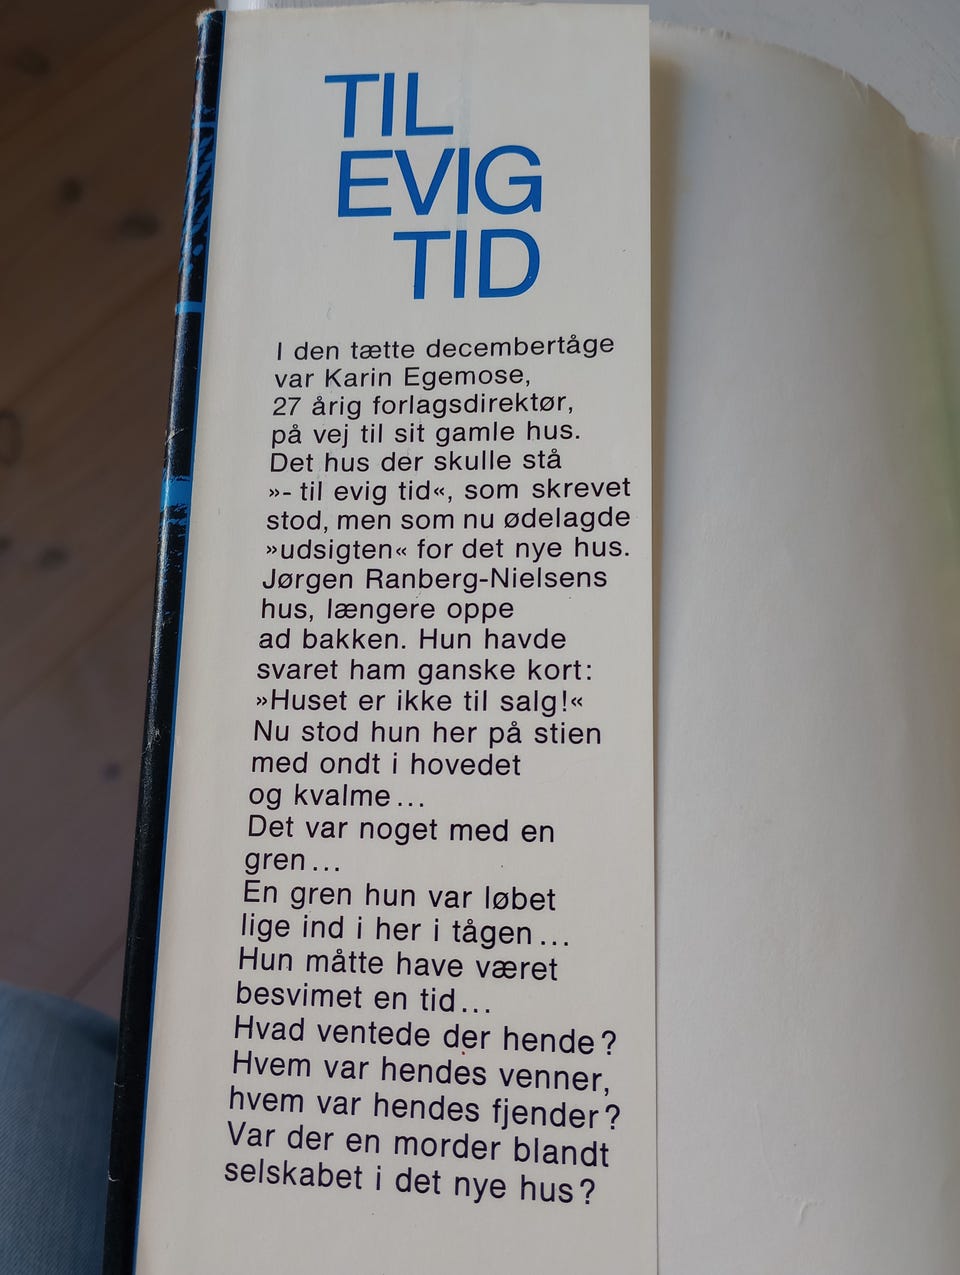 TIL
EVIG
TID
I den tætte decembertåge
var Karin Egemose,
27 årig forlagsdirektør,
på vej til sit gamle hus.
Det hus der skulle stå
»- til evig tid«, som skrevet
stod, men som nu ødelagde
»udsigten« for det nye hus.
Jørgen Ranberg-Nielsens
hus, længere oppe
ad bakken. Hun havde
svaret ham ganske kort:
»Huset er ikke til salg!«
Nu stod hun her på stien
med ondt i hovedet
og kvalme...
Det var noget med en
gren...
En gren hun var løbet
lige ind i her i tågen...
Hun måtte have været
besvimet en tid...
Hvad ventede der hende?
Hvem var hendes venner,
hvem var hendes fjender?
Var der en morder blandt
selskabet i det nye hus?